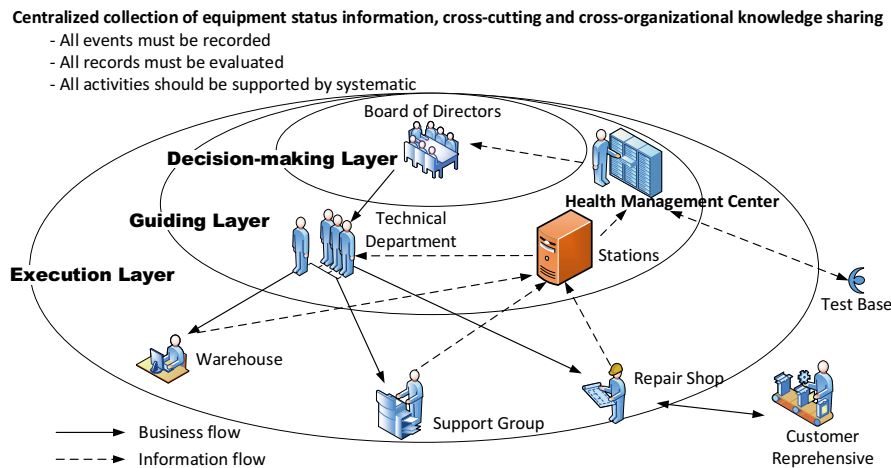 Centralized collection of equipment status information, cross-cutting and cross-organizational knowledge sharing
- All events must be recorded
- All records must be evaluated
- All activities should be supported by systematic
Board of Directors
Decision-making Layer
Health Management Center
Guiding Layer
Technical
Department
Stations
Execution Layer
Test Base
Warehouse
Repair Shop
Support Group
Customer
Reprehensive
Business flow
Information flow